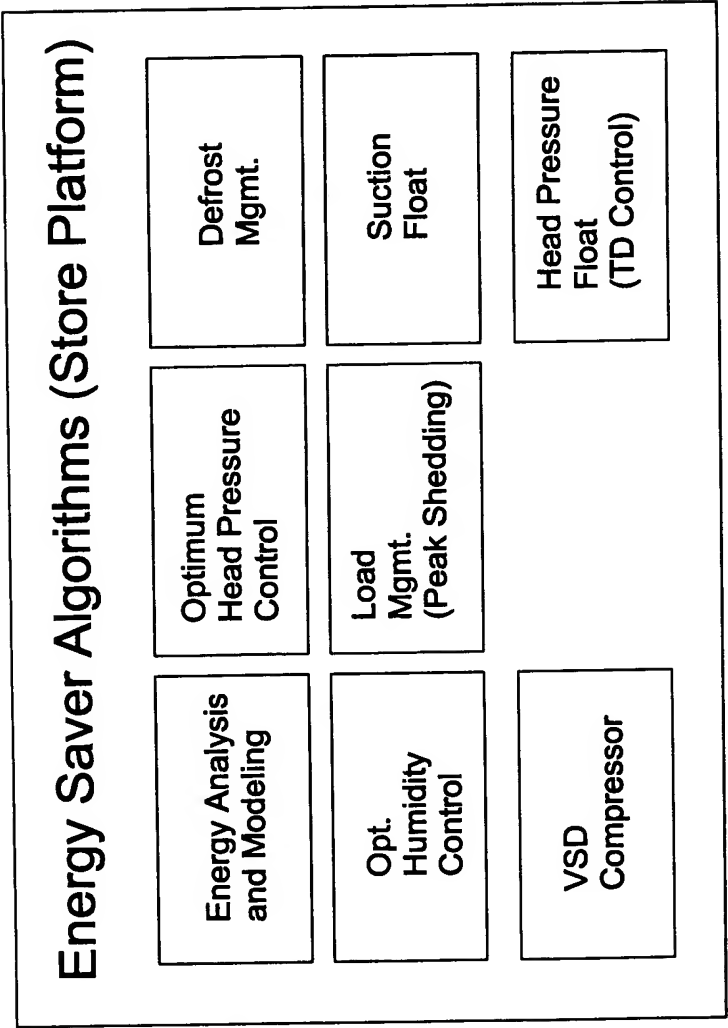 Energy Saver Algorithms (Store Platform)
Energy Analysis
and Modeling
Optimum
Head Pressure
Control
Defrost
Mgmt.
Opt.
Humidity
Control
Load
Mgmt.
(Peak Shedding)
Suction
Float
VSD
Compressor
Head Pressure
Float
(TD Control)